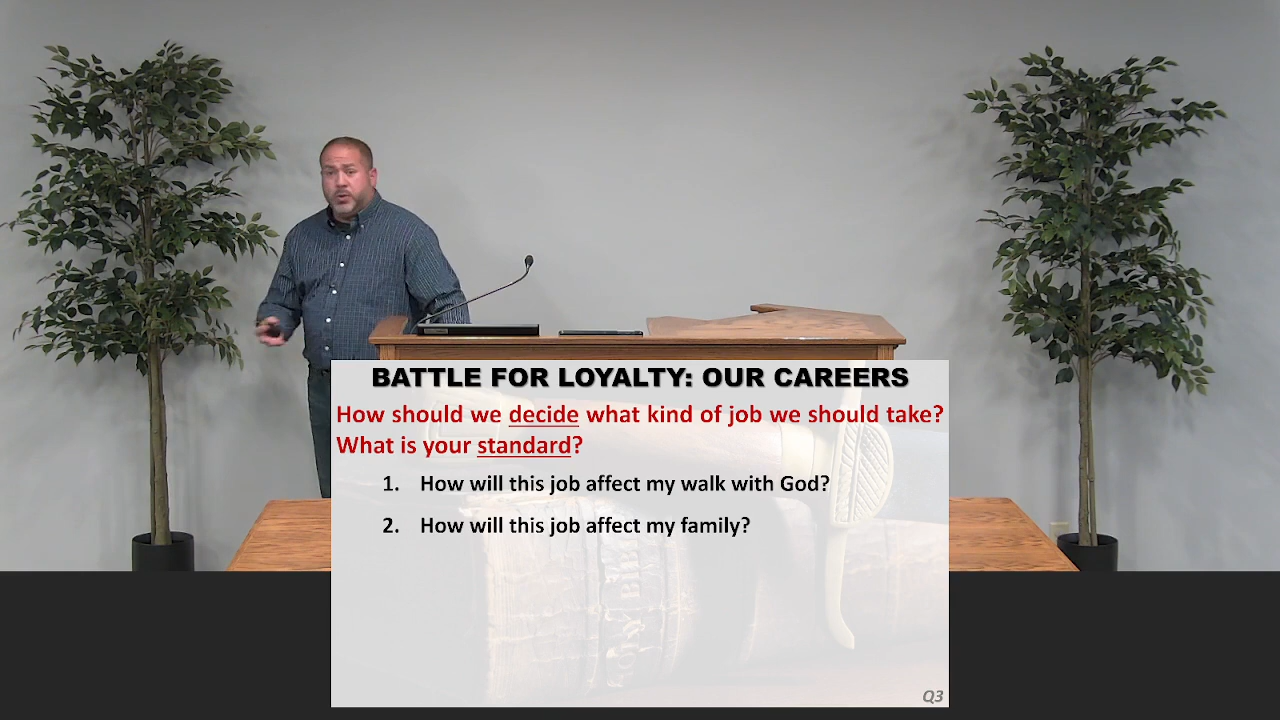 BATTLE FOR LOYALTY: OUR CAREERS
How should we decide what kind of job we should take?
What is your standard?
1. How will this job affect my walk with God?
2. How will this job affect my family?
HOLY BIBLE
Q3